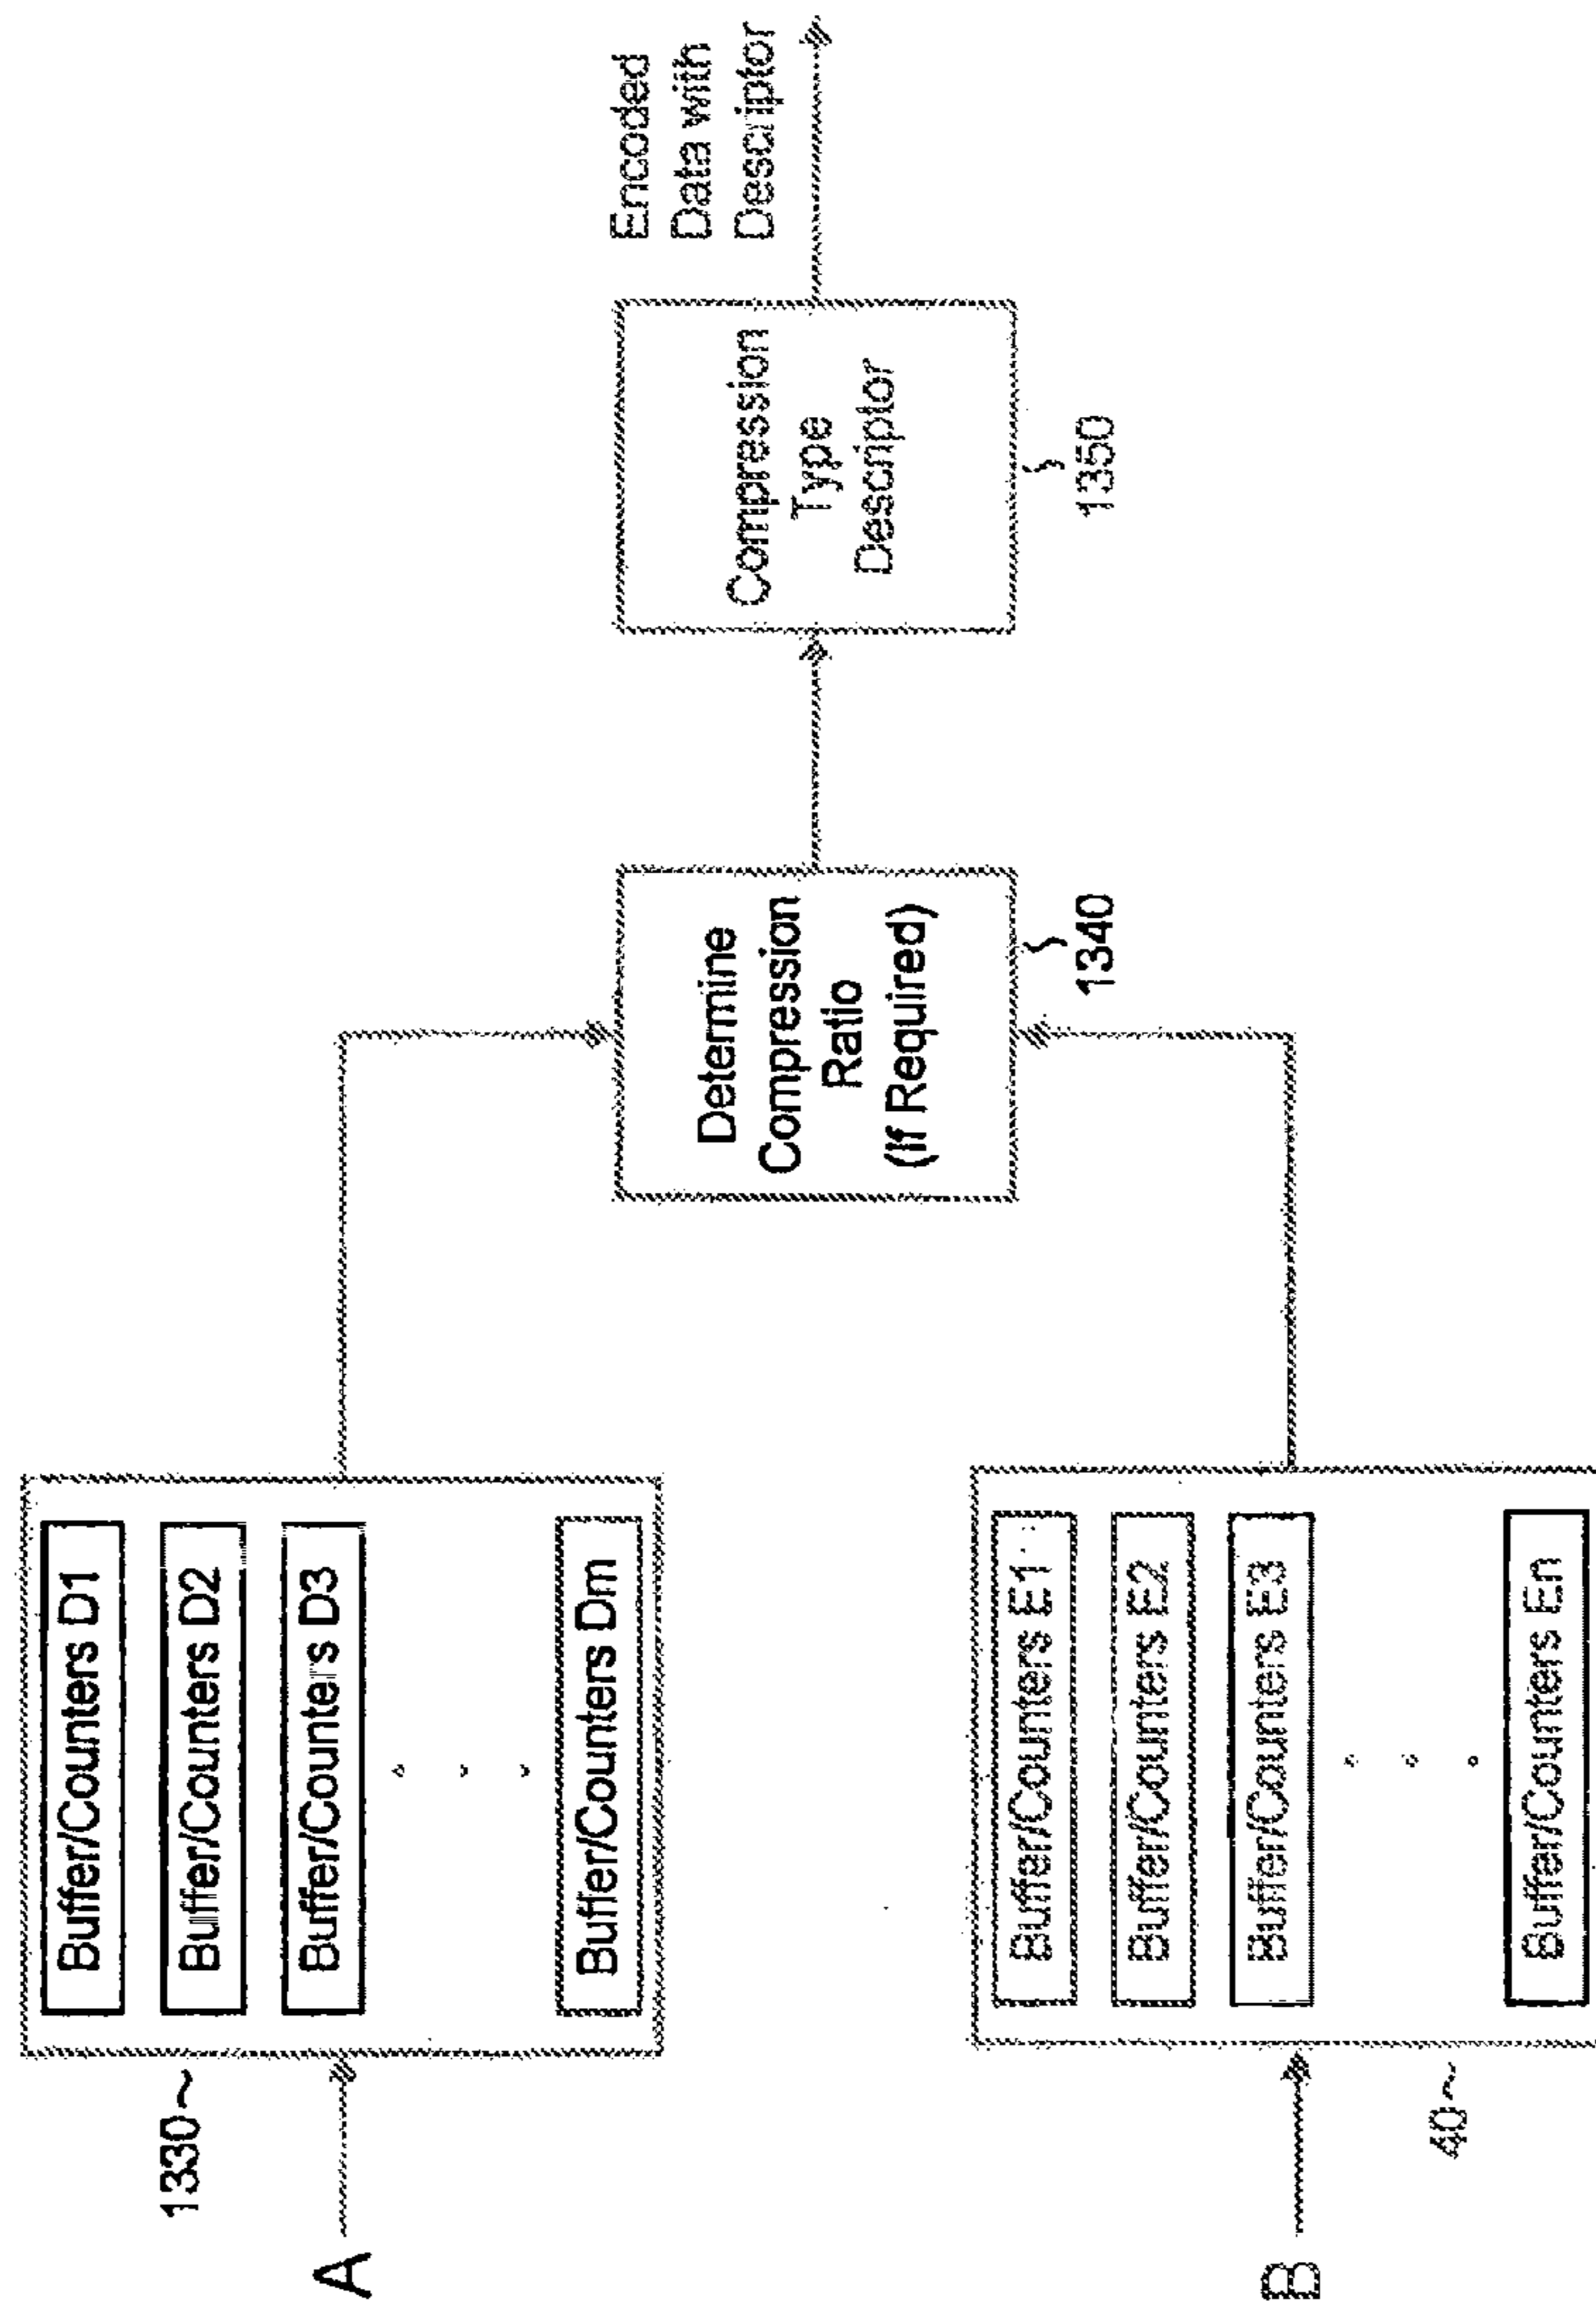 1330
A
Buffer/Counters D1
Buffer/Counters D2
Buffer/Counters D3
Buffer/Counters Dm
B
40
Buffer/Counters E1
Buffer/Counters E2
Buffer/Counters E3
Buffer/Counters En
Determine
Compression
Ratio
(If Required)
1340
Compression
Type
Descriptor
1350
Encoded
Data with
Descriptor